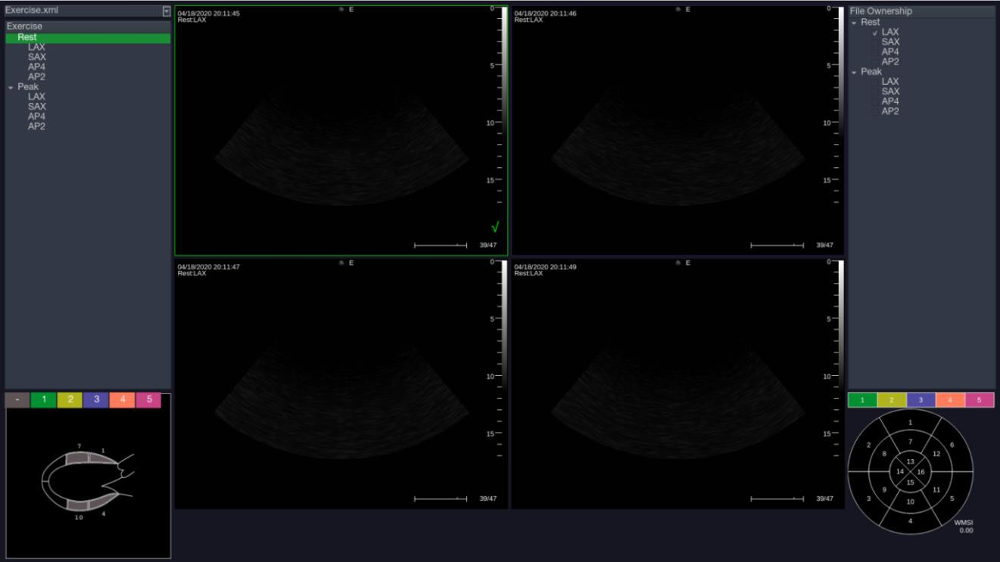 Exercise.xml
Exercise
Rest
LAX
SAX
AP4
AP2
Peak
LAX
SAX
AP4
AP2
- 1 2 3 4 5
7 1
10 4
04/18/2020 20:11:45
Rest:LAX
E
0
5
10
15
√
39/47
04/18/2020 20:11:46
Rest:LAX
E
0
5
10
15
39/47
04/18/2020 20:11:47
Rest:LAX
E
0
5
10
15
39/47
04/18/2020 20:11:49
Rest:LAX
E
0
5
10
15
39/47
File Ownership
Rest
✓ LAX
SAX
AP4
AP2
Peak
LAX
SAX
AP4
AP2
1 2 3 4 5
1
2 7 6
8 13 12
14 16
15
3 9 10 11 5
4
WMSI
0.00